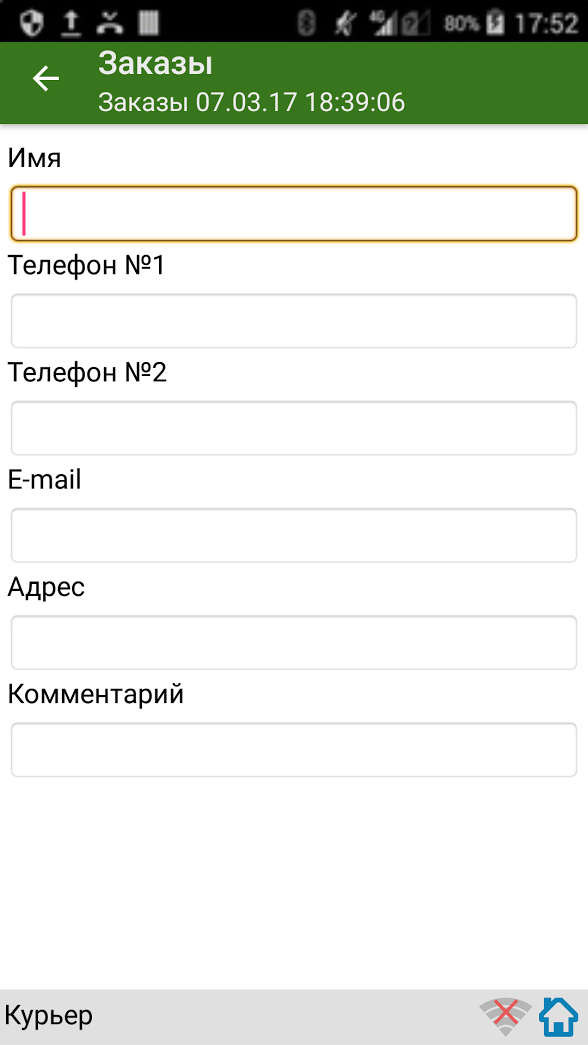 80% 17:52
Заказы
Заказы 07.03.17 18:39:06
Имя
Телефон №1
Телефон №2
E-mail
Адрес
Комментарий
Курьер